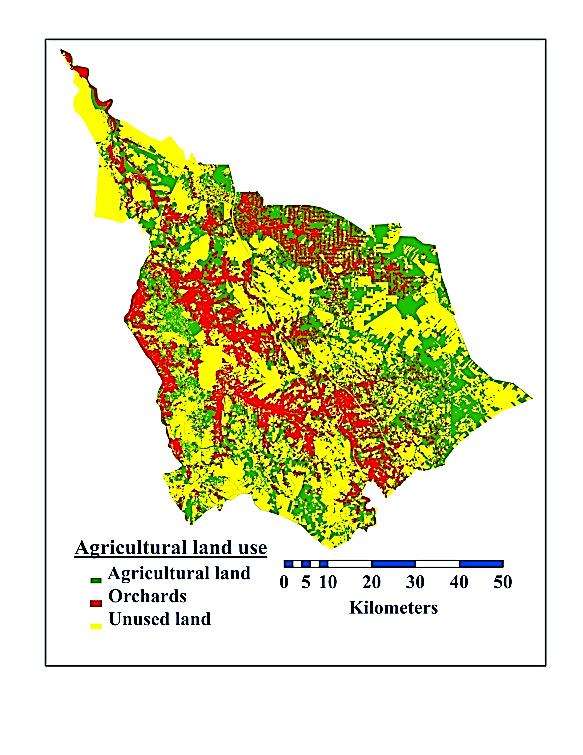 Agricultural land use
Agricultural land
Orchards
Unused land
0 5 10 20 30 40 50
Kilometers